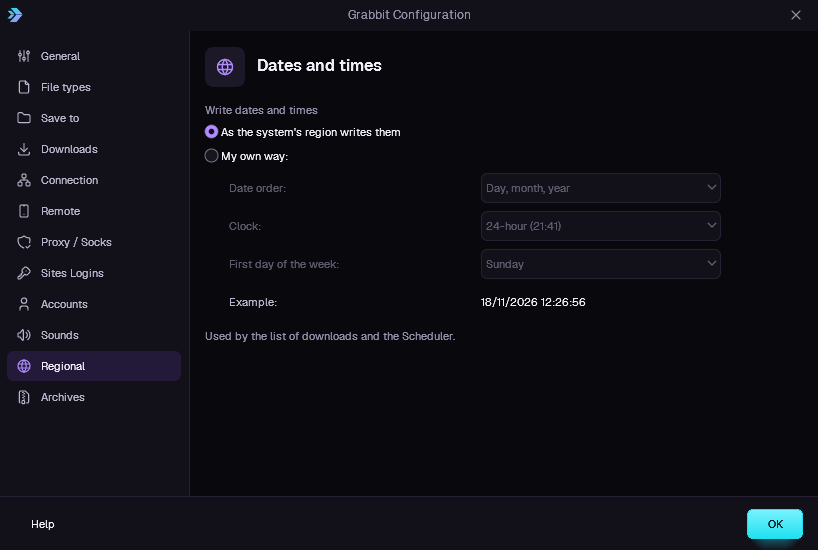 Grabbit Configuration
General
File types
Save to
Downloads
Connection
Remote
Proxy / Socks
Sites Logins
Accounts
Sounds
Regional
Archives
Dates and times
Write dates and times
As the system's region writes them
My own way:
Date order: Day, month, year
Clock: 24-hour (21:41)
First day of the week: Sunday
Example: 18/11/2026 12:26:56
Used by the list of downloads and the Scheduler.
Help
OK